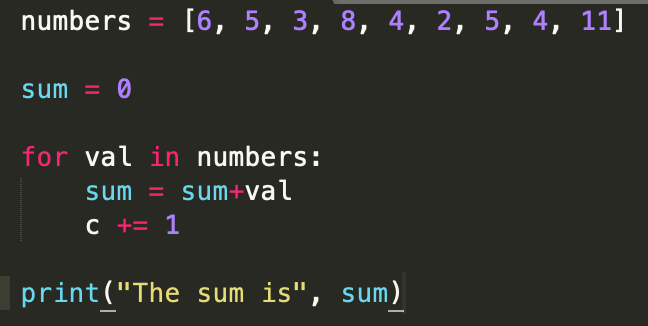 numbers = [6, 5, 3, 8, 4, 2, 5, 4, 11]
sum = 0
for val in numbers:
    sum = sum+val
    c += 1
print("The sum is", sum)